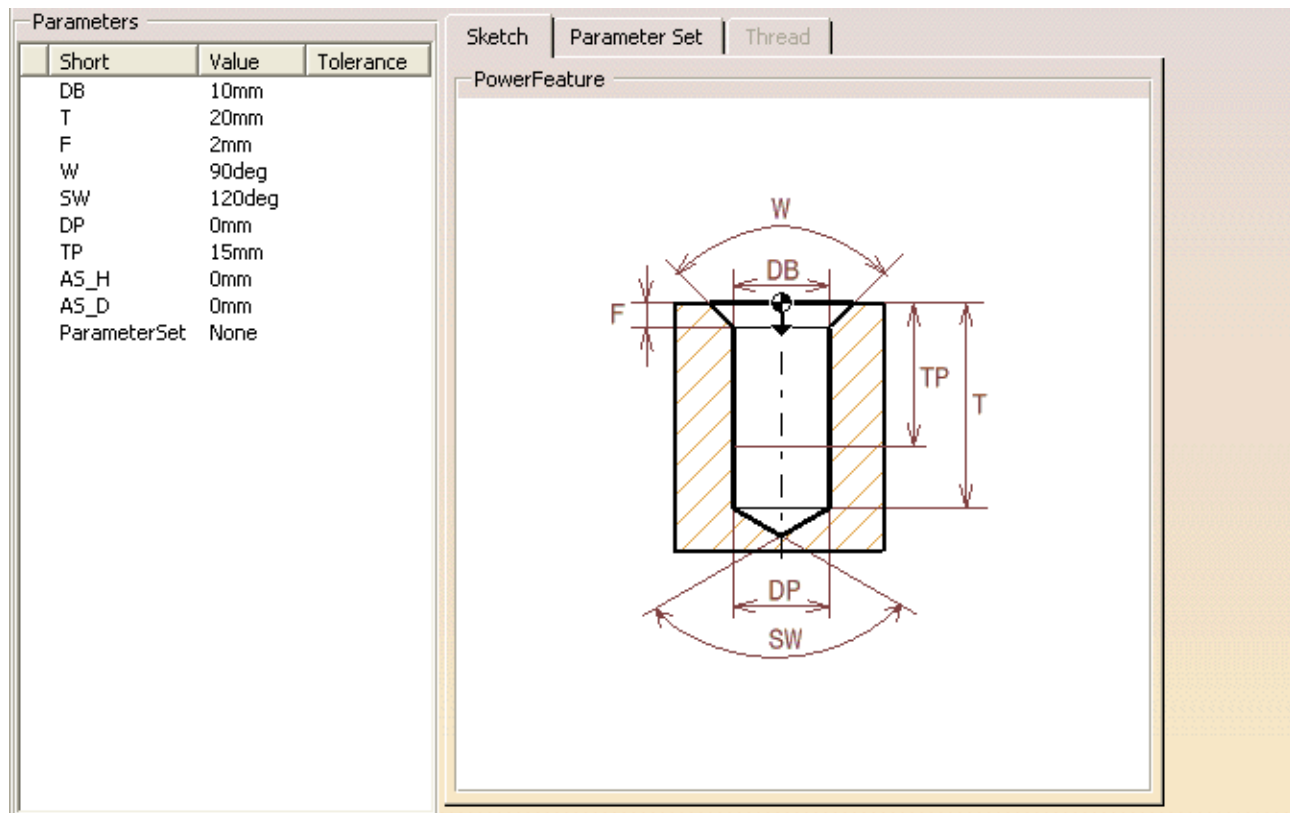 Parameters
Short Value Tolerance
DB 10mm
T 20mm
F 2mm
W 90deg
SW 120deg
DP 0mm
TP 15mm
AS_H 0mm
AS_D 0mm
ParameterSet None
Sketch Parameter Set Thread
PowerFeature
W
DB
F
TP
T
DP
SW